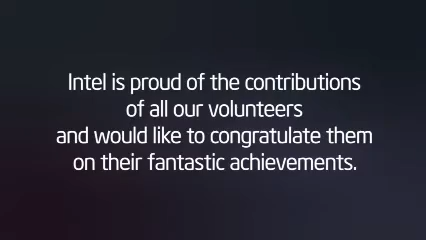 Intel is proud of the contributions
of all our volunteers
and would like to congratulate them
on their fantastic achievements.